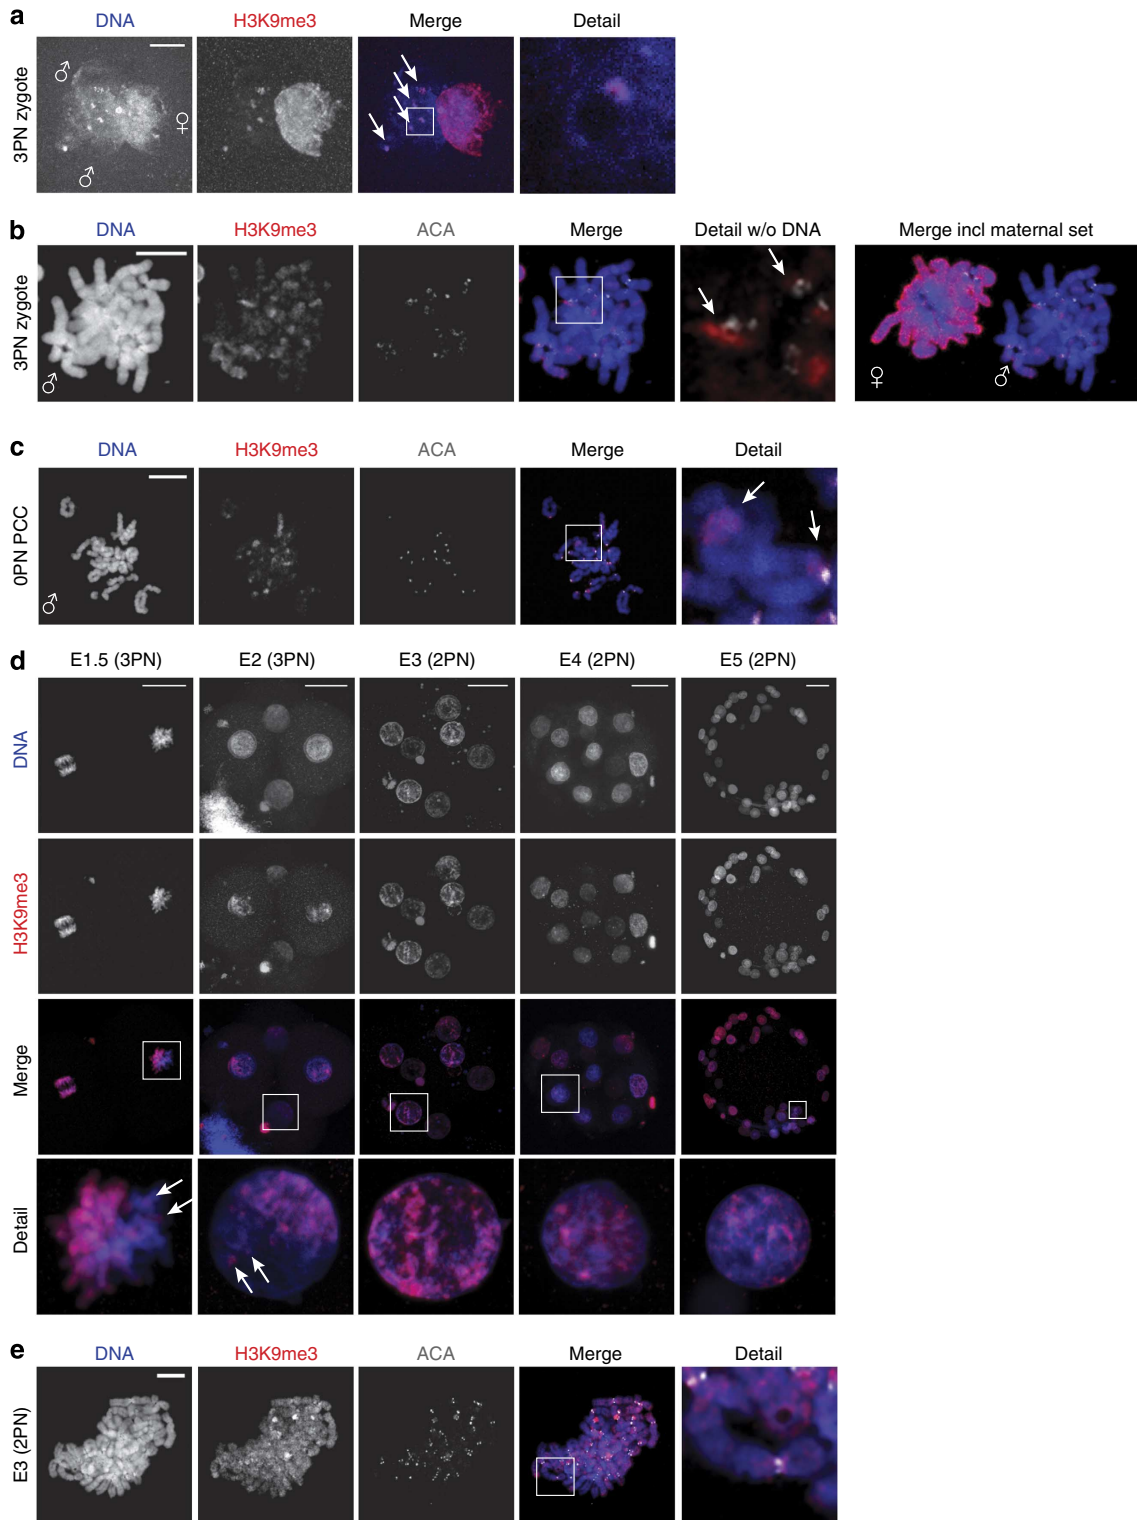 a
DNA H3K9me3 Merge Detail
3PN zygote
♂
♀
♂
b
DNA H3K9me3 ACA Merge Detail w/o DNA Merge incl maternal set
3PN zygote
♂
♀ ♂
c
DNA H3K9me3 ACA Merge Detail
0PN PCC
♂
d
E1.5 (3PN) E2 (3PN) E3 (2PN) E4 (2PN) E5 (2PN)
DNA
H3K9me3
Merge
Detail
e
DNA H3K9me3 ACA Merge Detail
E3 (2PN)